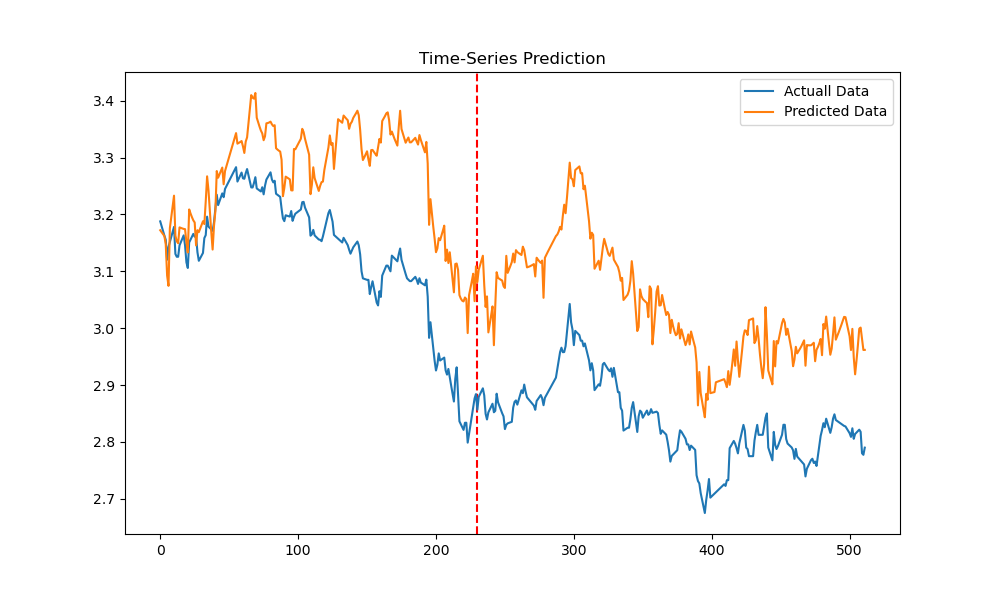 Time-Series Prediction
Actuall Data
Predicted Data
3.4
3.3
3.2
3.1
3.0
2.9
2.8
2.7
0 100 200 300 400 500